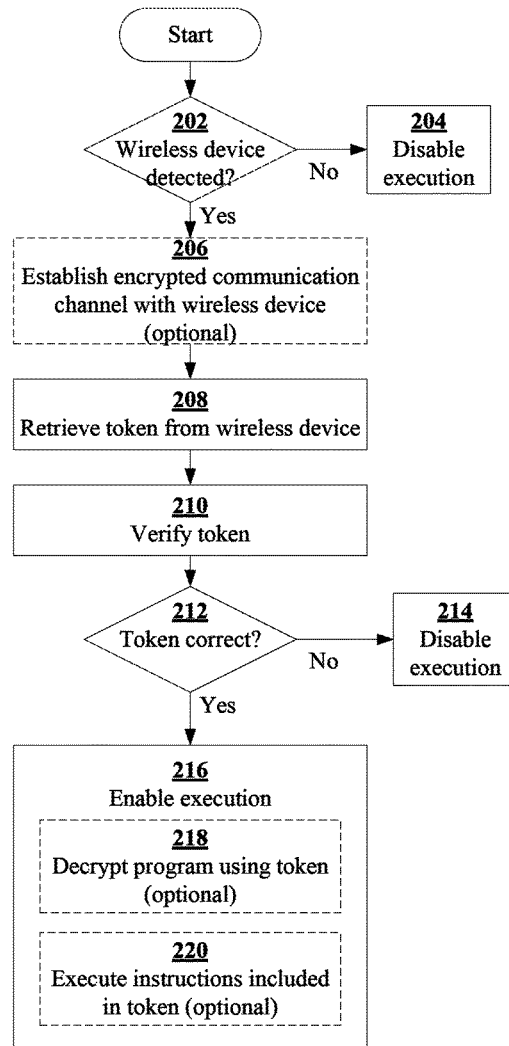 Start
202
Wireless device
detected?
No
204
Disable
execution
Yes
206
Establish encrypted communication
channel with wireless device
(optional)
208
Retrieve token from wireless device
210
Verify token
212
Token correct?
No
214
Disable
execution
Yes
216
Enable execution
218
Decrypt program using token
(optional)
220
Execute instructions included
in token (optional)